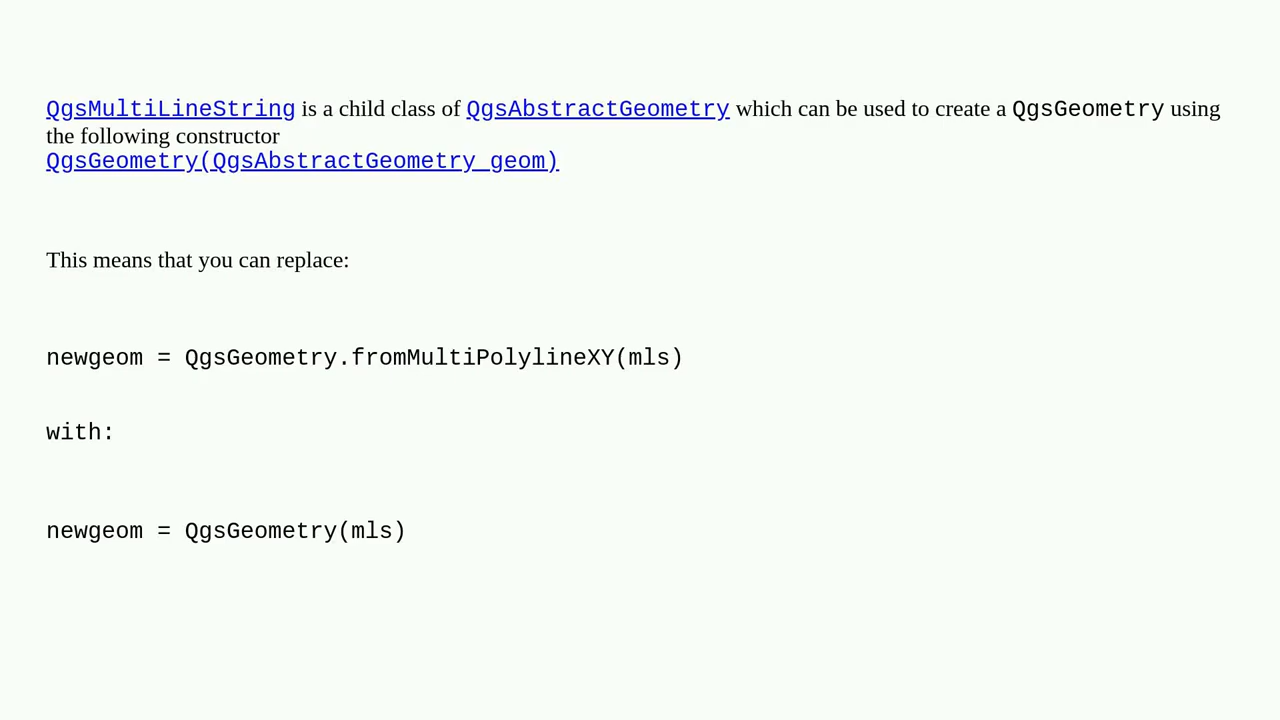 QgsMultiLineString is a child class of QgsAbstractGeometry which can be used to create a QgsGeometry using
the following constructor
QgsGeometry(QgsAbstractGeometry geom)
This means that you can replace:
newgeom = QgsGeometry.fromMultiPolylineXY(mls)
with:
newgeom = QgsGeometry(mls)